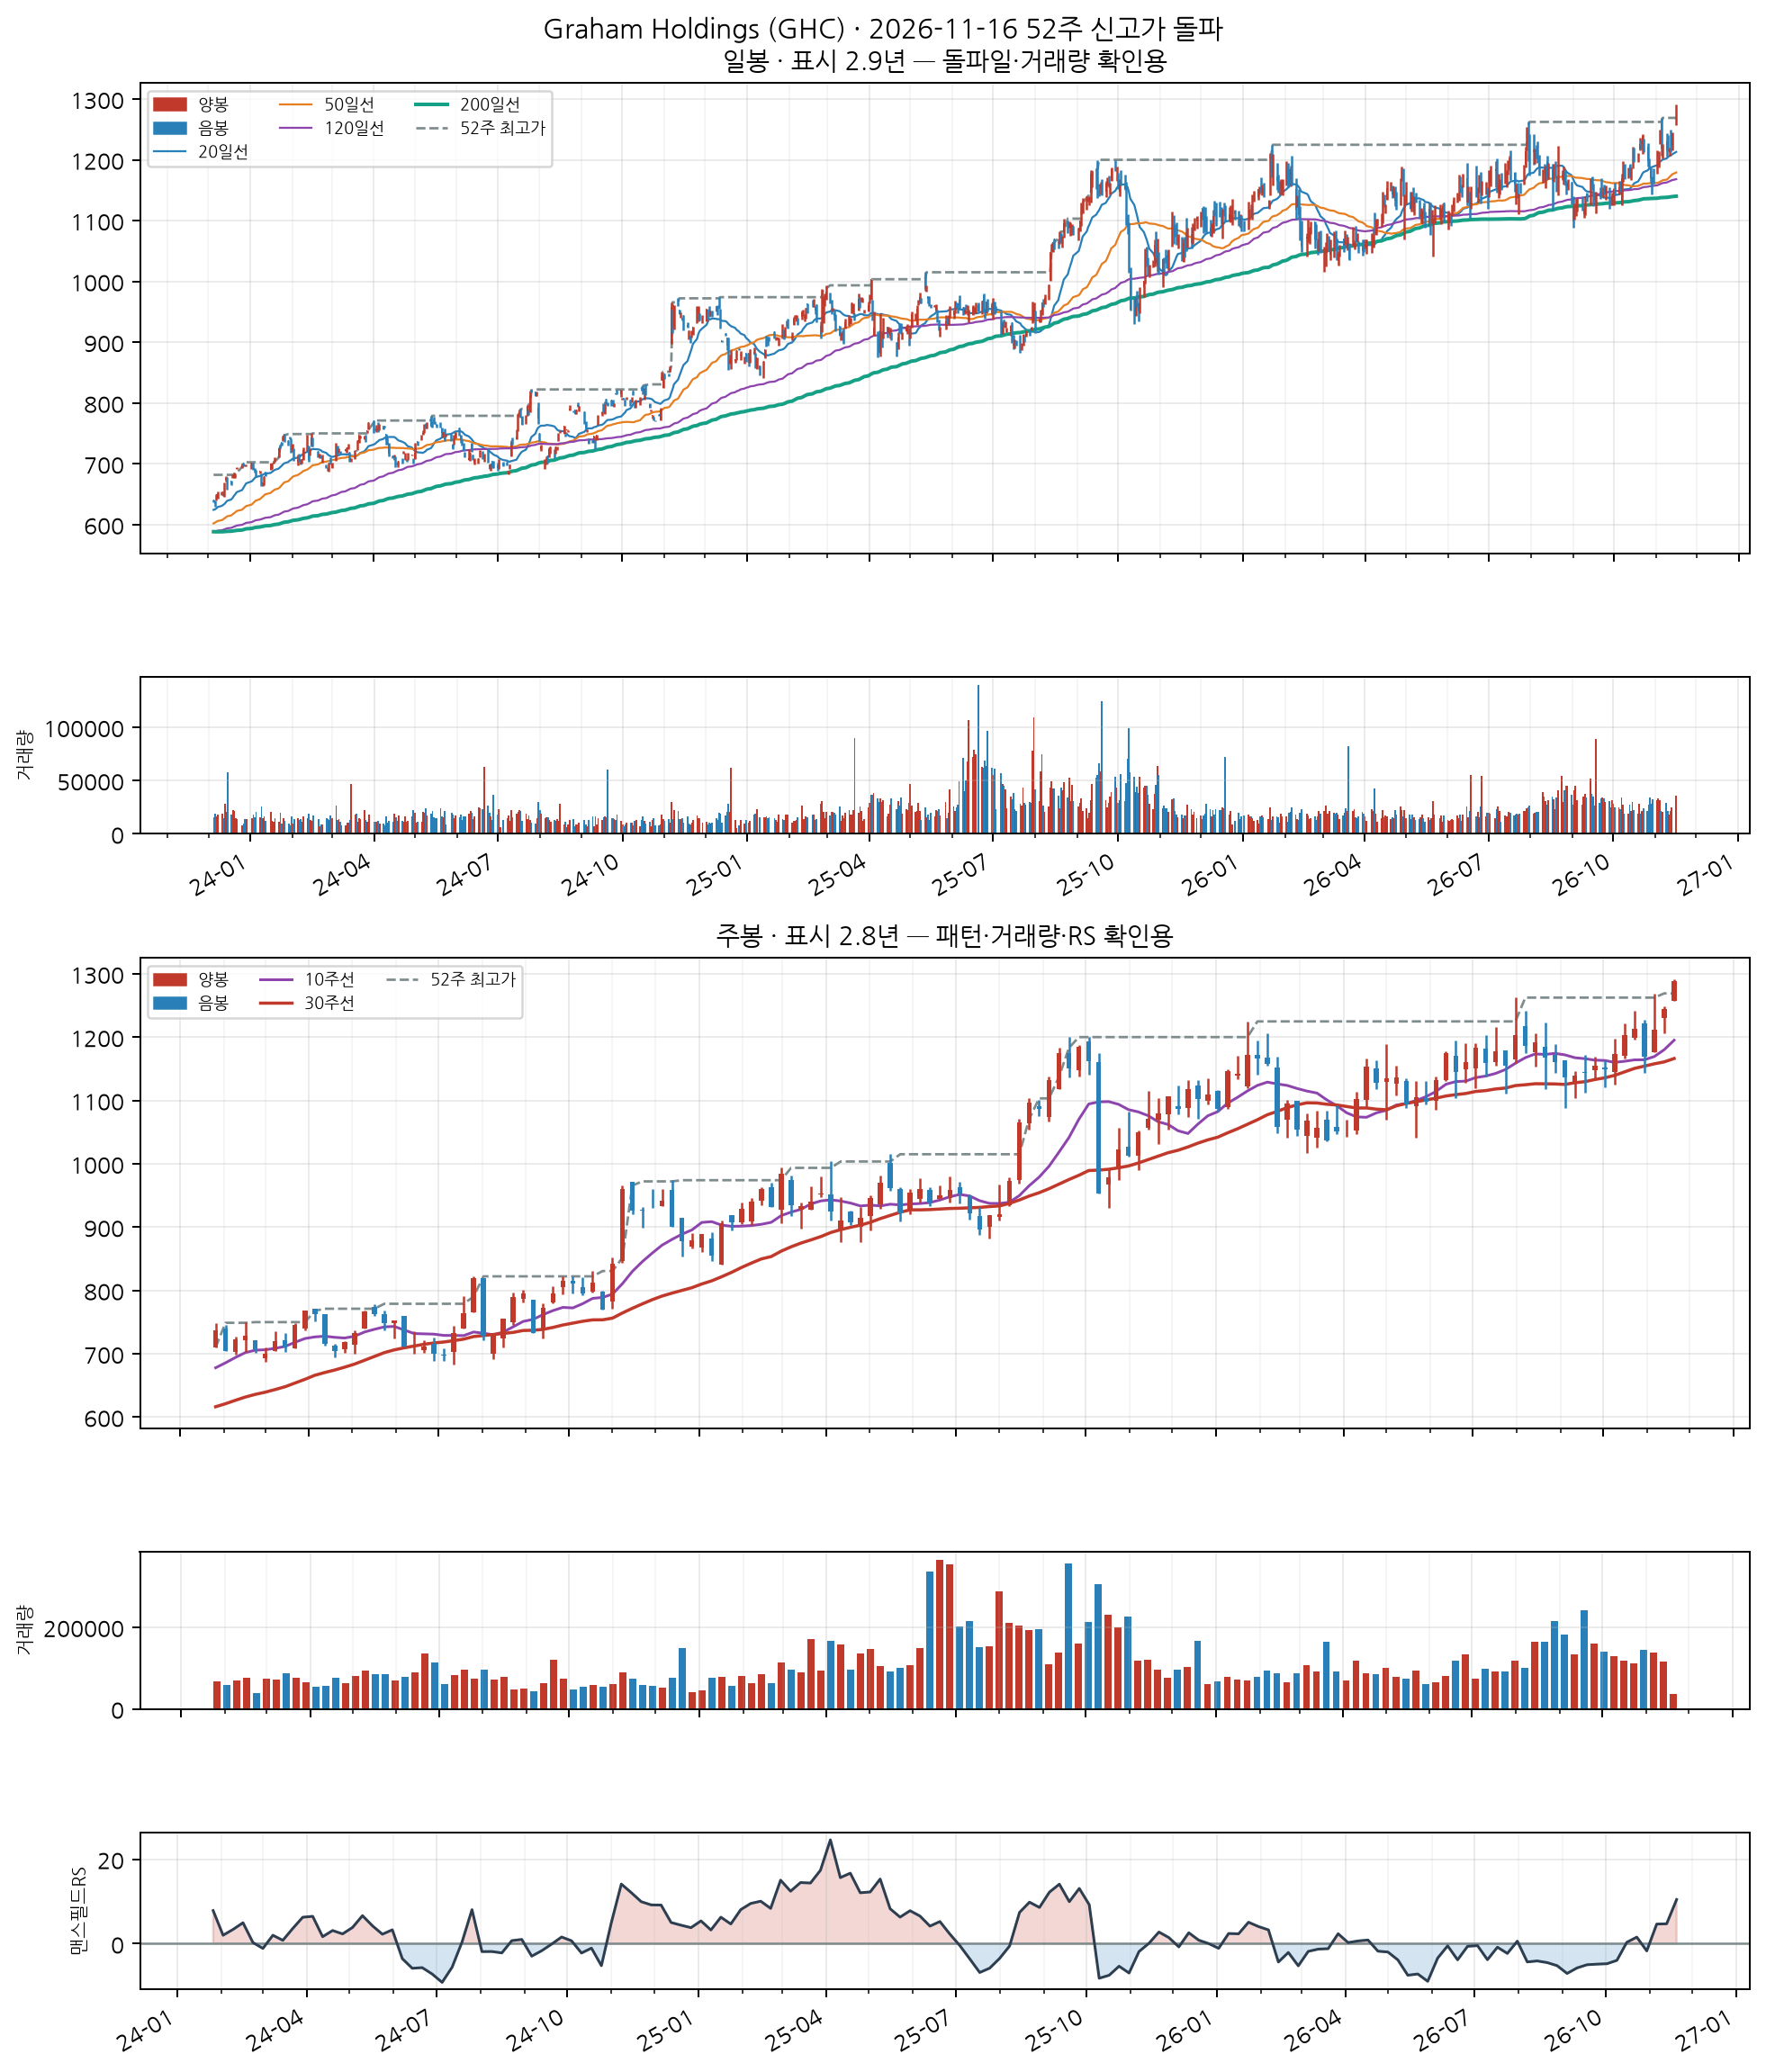 Graham Holdings (GHC) · 2026-11-16 52주 신고가 돌파
일봉 · 표시 2.9년 — 돌파일·거래량 확인용
양봉
음봉
20일선
50일선
120일선
200일선
52주 최고가
1300
1200
1100
1000
900
800
700
600
거래량
100000
50000
0
24-01
24-04
24-07
24-10
25-01
25-04
25-07
25-10
26-01
26-04
26-07
26-10
27-01
주봉 · 표시 2.8년 — 패턴·거래량·RS 확인용
양봉
음봉
10주선
30주선
52주 최고가
1300
1200
1100
1000
900
800
700
600
거래량
200000
0
맨스필드RS
20
0
24-01
24-04
24-07
24-10
25-01
25-04
25-07
25-10
26-01
26-04
26-07
26-10
27-01